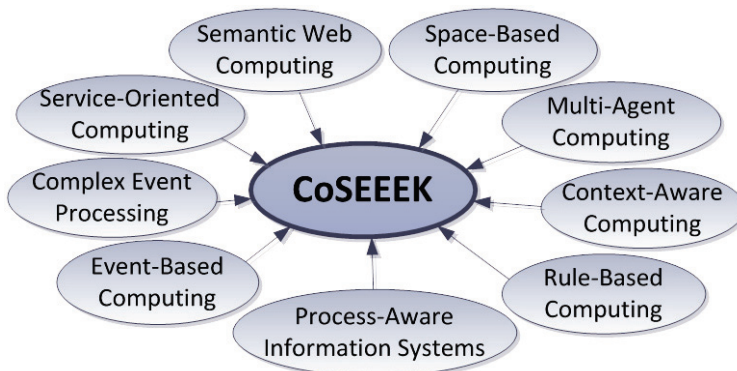 Semantic Web
Computing
Space-Based
Computing
Service-Oriented
Computing
Multi-Agent
Computing
CoSEEEK
Complex Event
Processing
Context-Aware
Computing
Event-Based
Computing
Rule-Based
Computing
Process-Aware
Information Systems